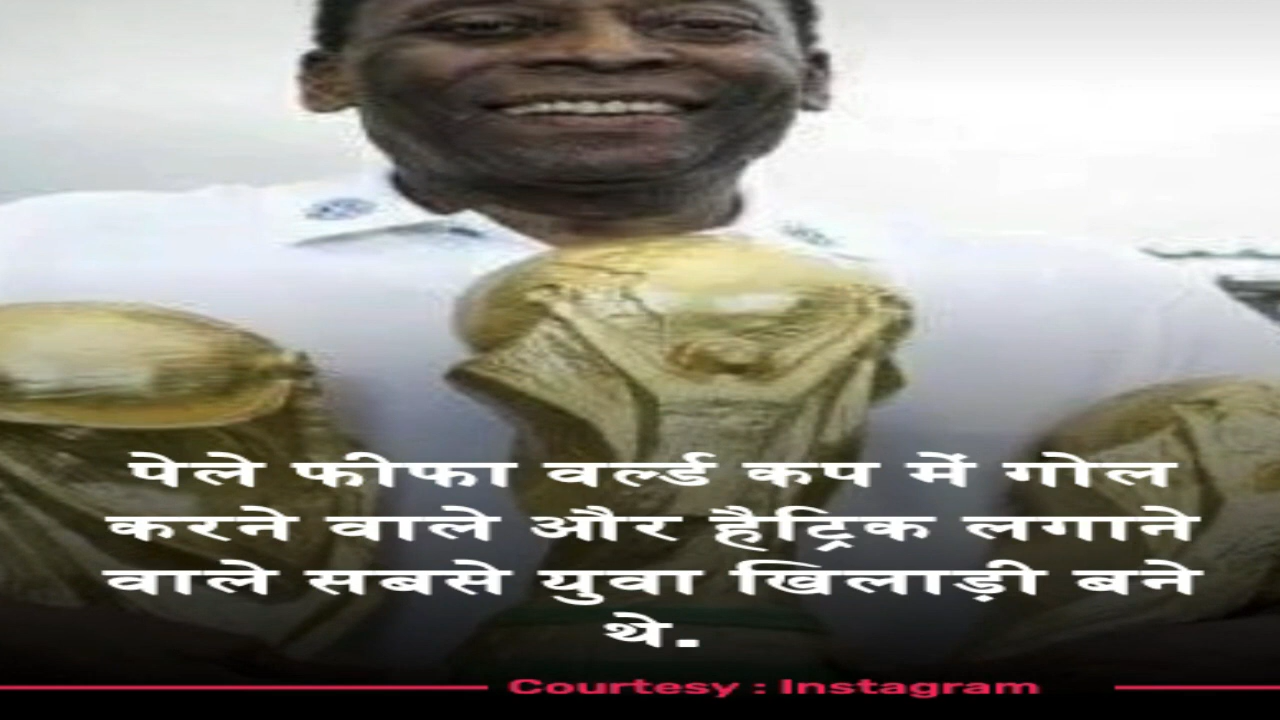 पेले फीफा वर्ल्ड कप में गोल
करने वाले और हैट्रिक लगाने
वाले सबसे युवा खिलाड़ी बने
थे.
Courtesy : Instagram